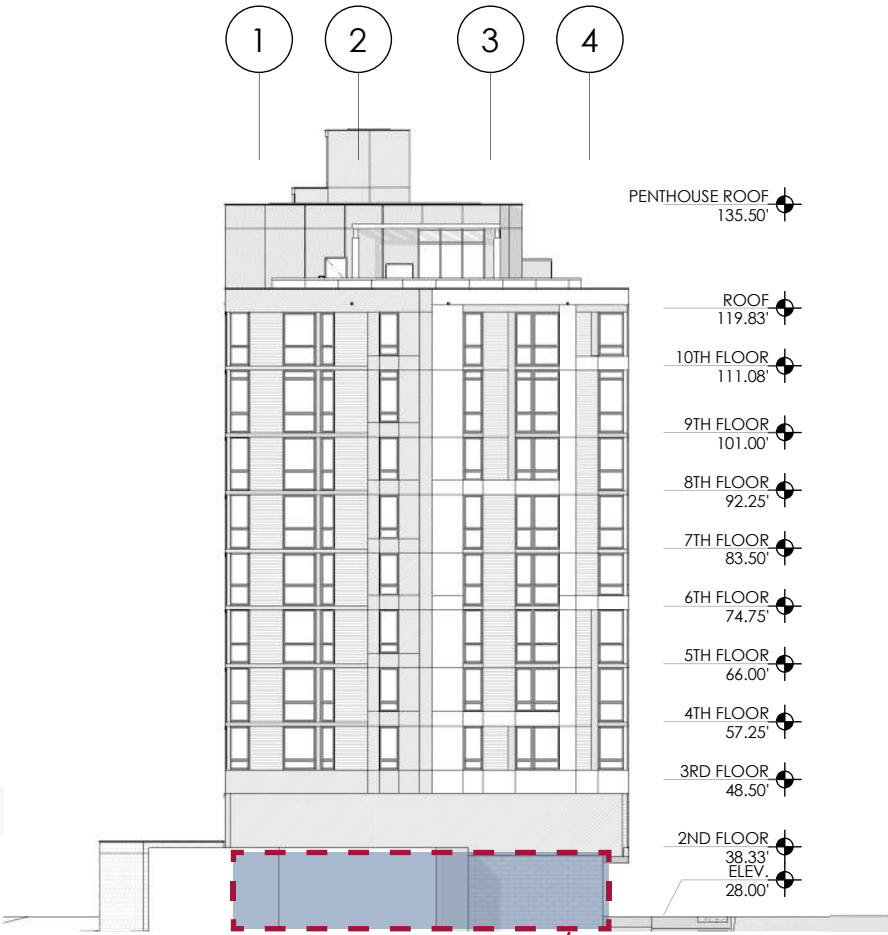 1 2 3 4
PENTHOUSE ROOF
135.50'
ROOF
119.83'
10TH FLOOR
111.08'
9TH FLOOR
101.00'
8TH FLOOR
92.25'
7TH FLOOR
83.50'
6TH FLOOR
74.75'
5TH FLOOR
66.00'
4TH FLOOR
57.25'
3RD FLOOR
48.50'
2ND FLOOR
38.33'
ELEV.
28.00'